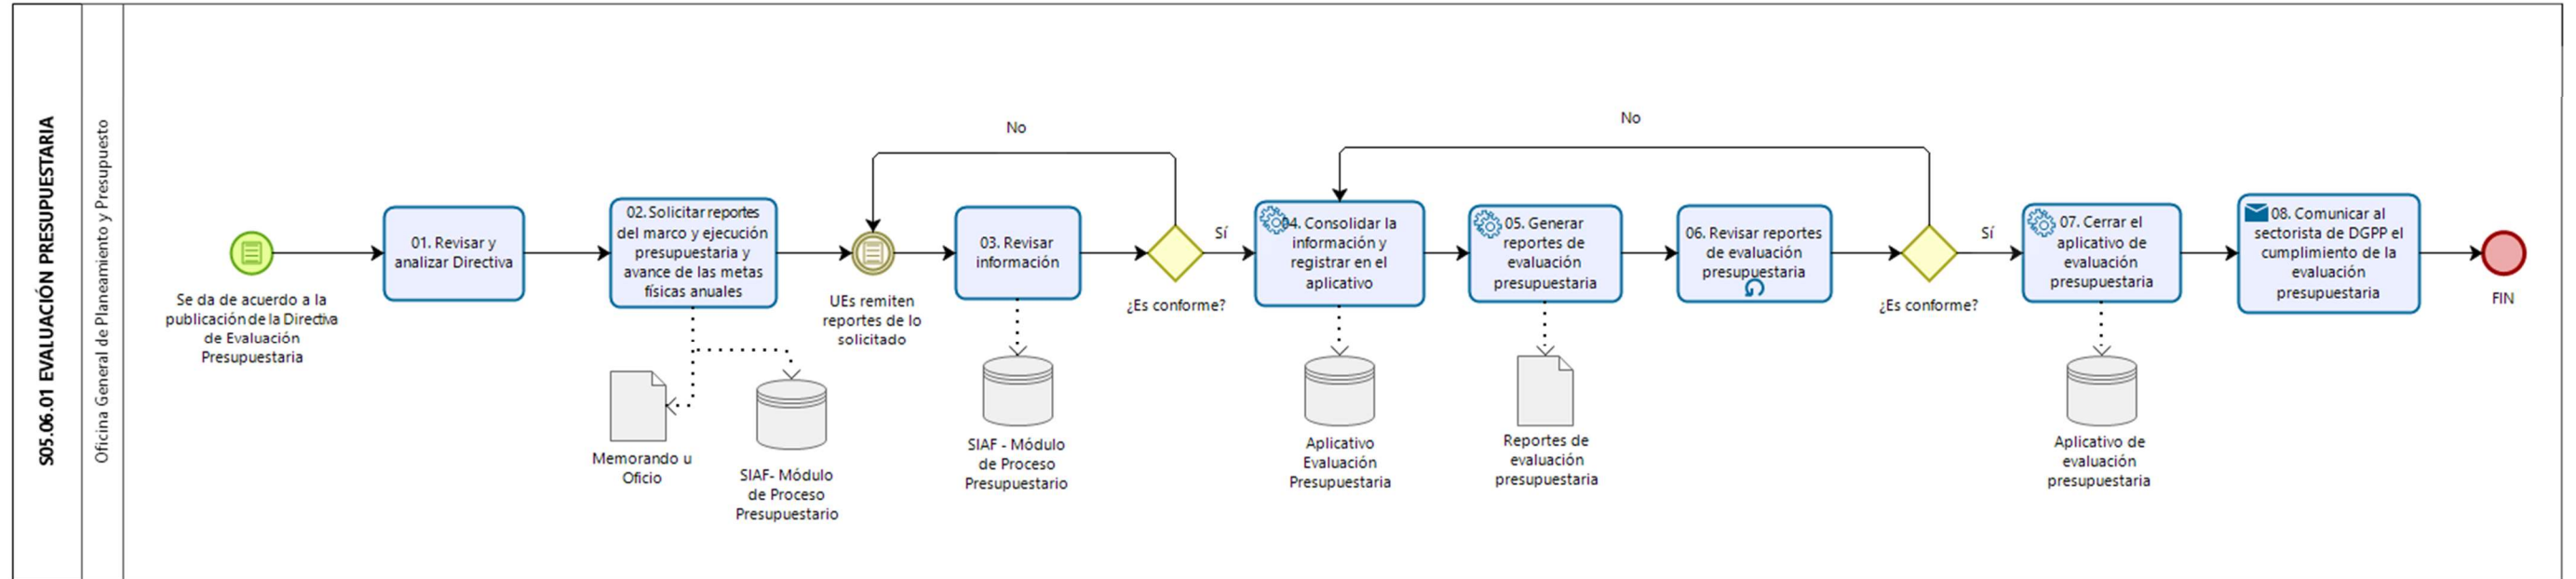 S05.06.01 EVALUACIÓN PRESUPUESTARIA
Oficina General de Planeamiento y Presupuesto
Se da de acuerdo a la
publicación de la Directiva
de Evaluación
Presupuestaria
01. Revisar y
analizar Directiva
02. Solicitar reportes
del marco y ejecución
presupuestaria y
avance de las metas
físicas anuales
Memorando u
Oficio
SIAF- Módulo
de Proceso
Presupuestario
UEs remiten
reportes de lo
solicitado
No
03. Revisar
información
SIAF - Módulo
de Proceso
Presupuestario
¿Es conforme?
Sí
04. Consolidar la
información y
registrar en el
aplicativo
Aplicativo
Evaluación
Presupuestaria
05. Generar
reportes de
evaluación
presupuestaria
Reportes de
evaluación
presupuestaria
No
06. Revisar reportes
de evaluación
presupuestaria
¿Es conforme?
Sí
07. Cerrar el
aplicativo de
evaluación
presupuestaria
Aplicativo de
evaluación
presupuestaria
08. Comunicar al
sectorista de DGPP el
cumplimiento de la
evaluación
presupuestaria
FIN